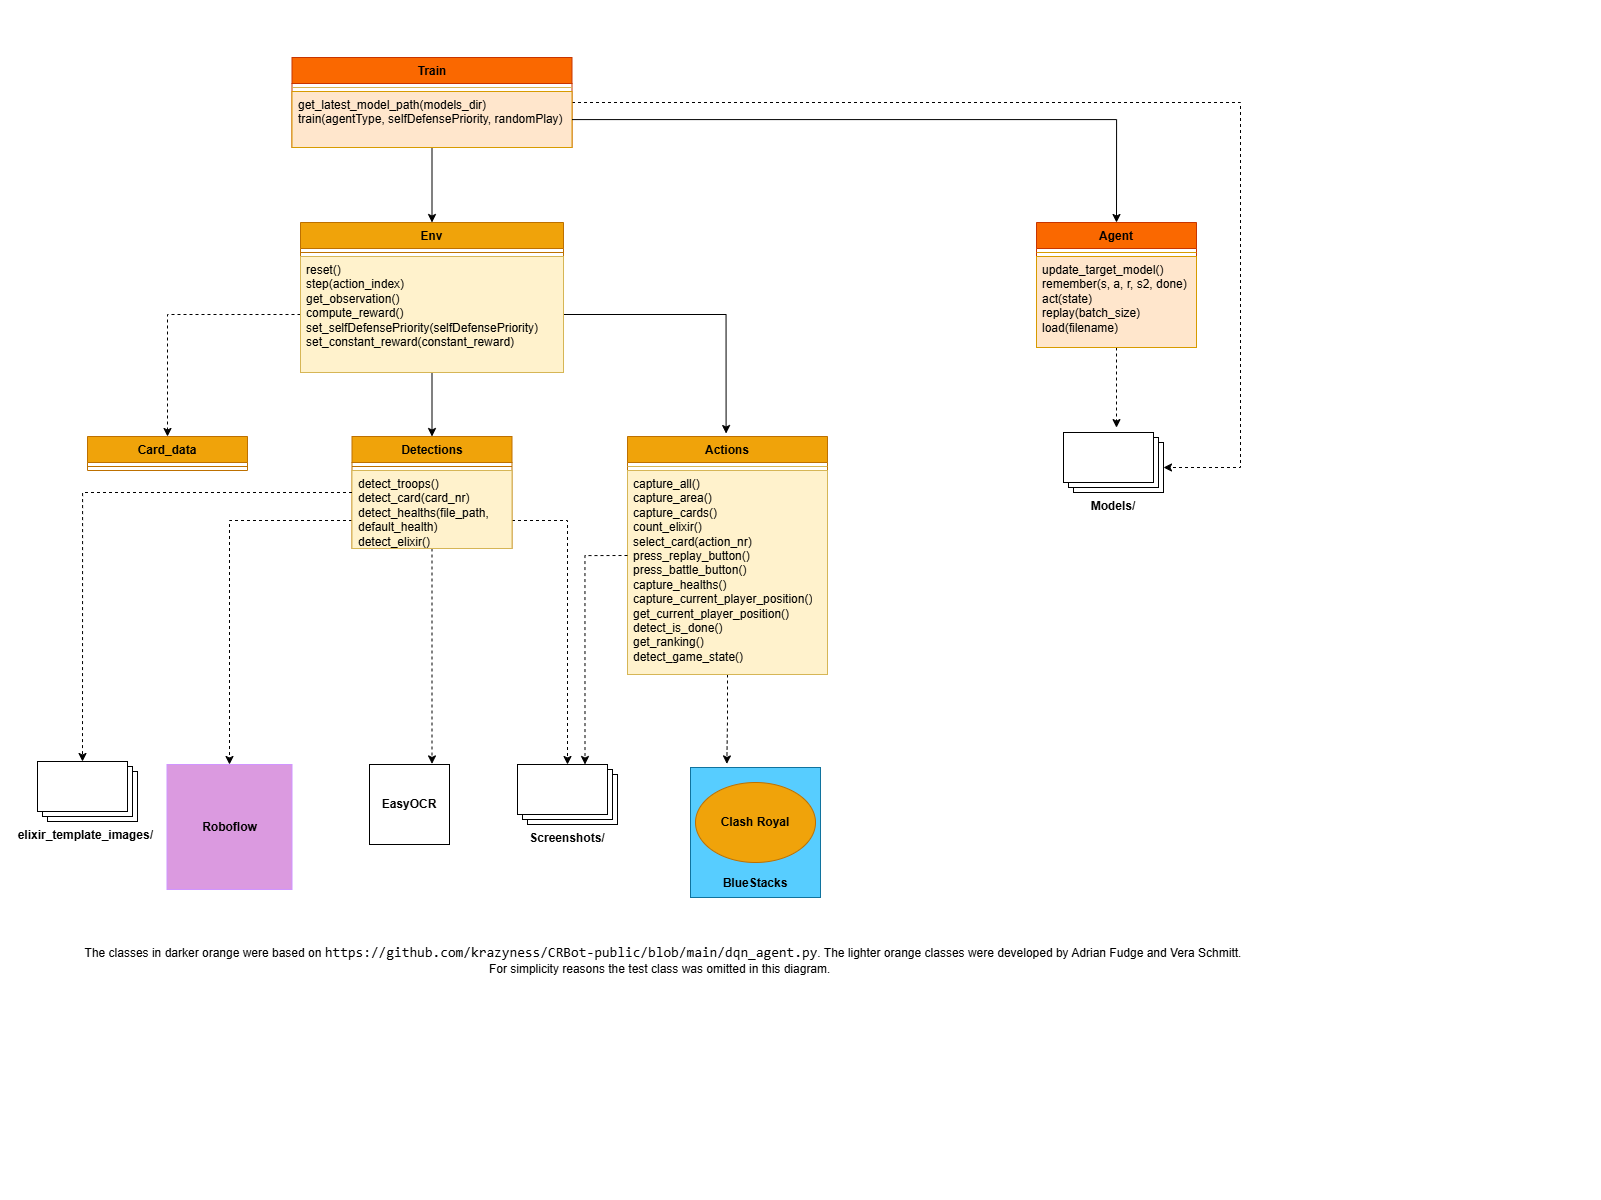 Train
get_latest_model_path(models_dir)
train(agentType, selfDefensePriority, randomPlay)
Env
reset()
step(action_index)
get_observation()
compute_reward()
set_selfDefensePriority(selfDefensePriority)
set_constant_reward(constant_reward)
Agent
update_target_model()
remember(s, a, r, s2, done)
act(state)
replay(batch_size)
load(filename)
Card_data
Detections
detect_troops()
detect_card(card_nr)
detect_healths(file_path,
default_health)
detect_elixir()
Actions
capture_all()
capture_area()
capture_cards()
count_elixir()
select_card(action_nr)
press_replay_button()
press_battle_button()
capture_healths()
capture_current_player_position()
get_current_player_position()
detect_is_done()
get_ranking()
detect_game_state()
Models/
elixir_template_images/
Roboflow
EasyOCR
Screenshots/
Clash Royal
BlueStacks
The classes in darker orange were based on https://github.com/krazyness/CRBot-public/blob/main/dqn_agent.py. The lighter orange classes were developed by Adrian Fudge and Vera Schmitt.
For simplicity reasons the test class was omitted in this diagram.